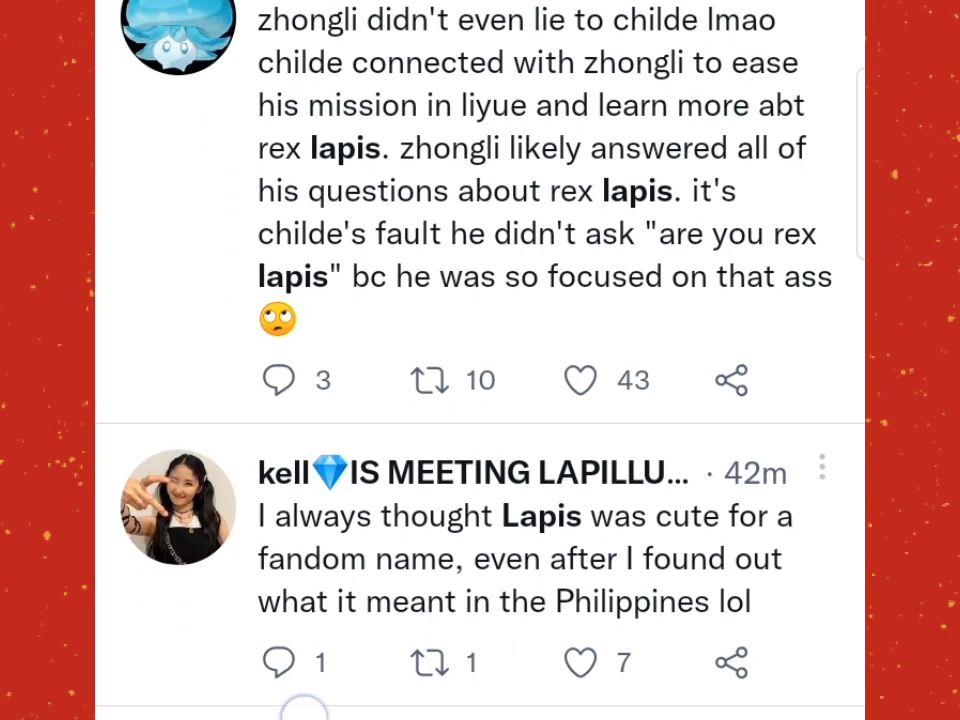 zhongli didn't even lie to childe lmao
childe connected with zhongli to ease
his mission in liyue and learn more abt
rex lapis. zhongli likely answered all of
his questions about rex lapis. it's
childe's fault he didn't ask "are you rex
lapis" bc he was so focused on that ass
🙄
3 10 43
kell💎IS MEETING LAPILLU... · 42m
I always thought Lapis was cute for a
fandom name, even after I found out
what it meant in the Philippines lol
1 1 7